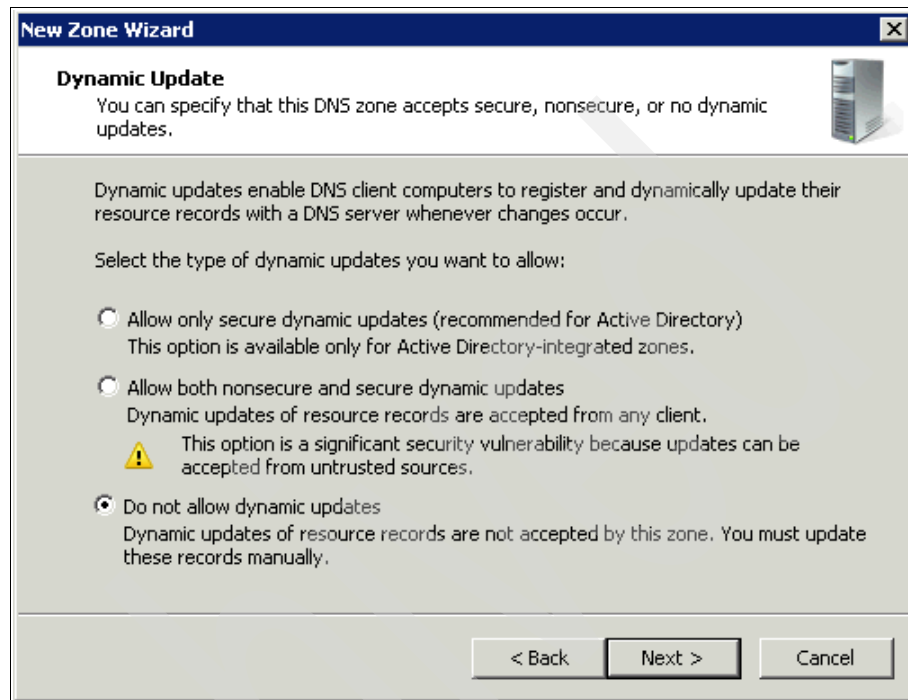 New Zone Wizard
Dynamic Update
You can specify that this DNS zone accepts secure, nonsecure, or no dynamic
updates.
Dynamic updates enable DNS client computers to register and dynamically update their
resource records with a DNS server whenever changes occur.
Select the type of dynamic updates you want to allow:
Allow only secure dynamic updates (recommended for Active Directory)
This option is available only for Active Directory-integrated zones.
Allow both nonsecure and secure dynamic updates
Dynamic updates of resource records are accepted from any client.
This option is a significant security vulnerability because updates can be
accepted from untrusted sources.
Do not allow dynamic updates
Dynamic updates of resource records are not accepted by this zone. You must update
these records manually.
< Back Next > Cancel